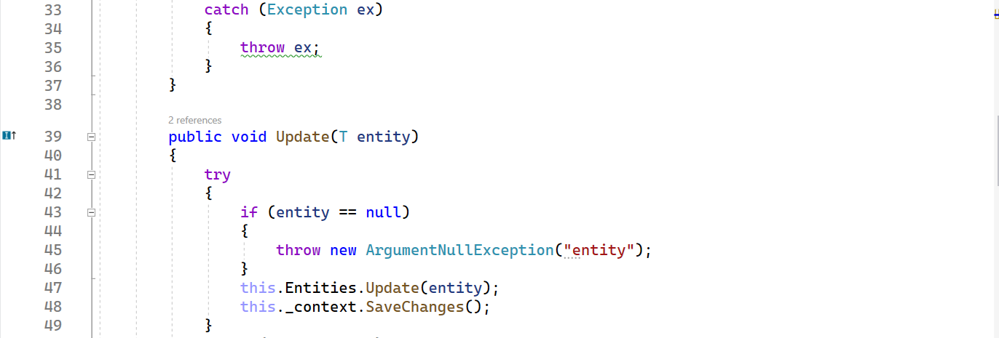 33 catch (Exception ex)
34 {
35 throw ex;
36 }
37 }
38
2 references
39 public void Update(T entity)
40 {
41 try
42 {
43 if (entity == null)
44 {
45 throw new ArgumentNullException("entity");
46 }
47 this.Entities.Update(entity);
48 this._context.SaveChanges();
49 }